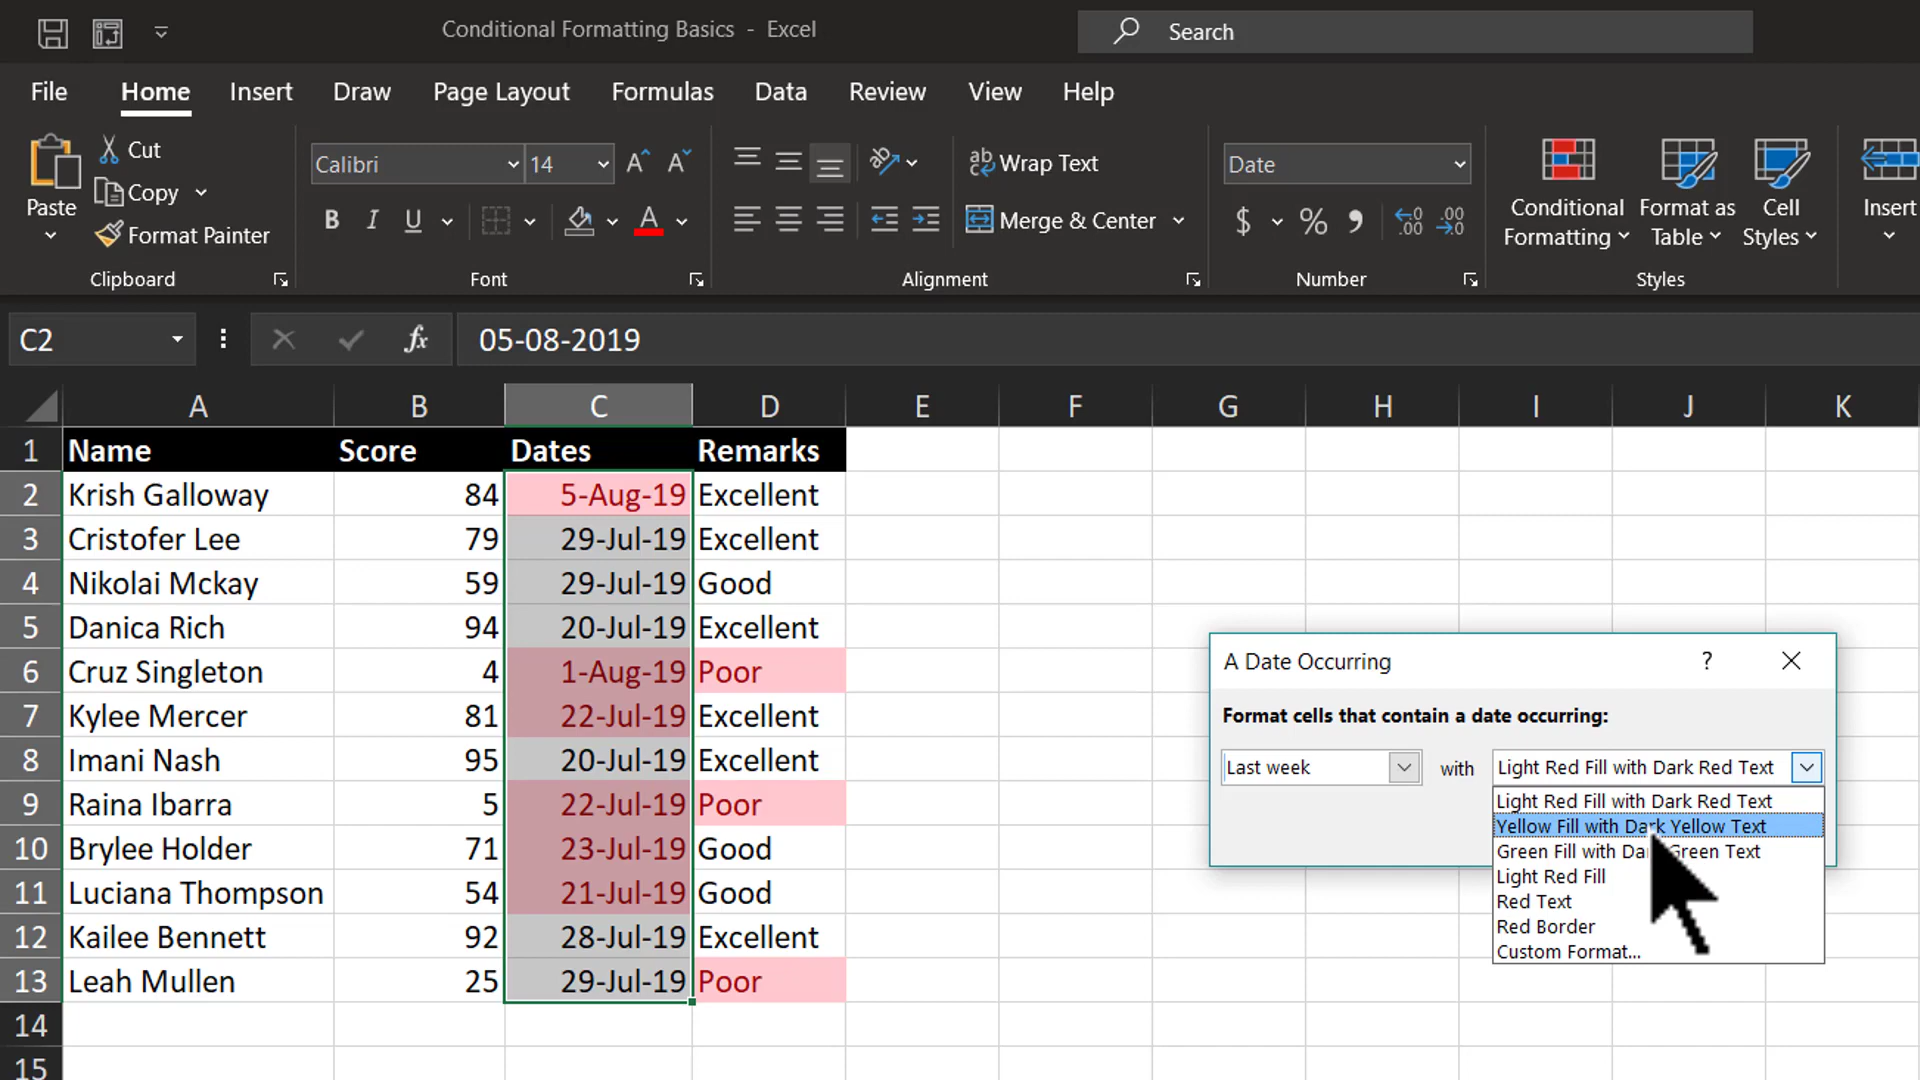 Conditional Formatting Basics - Excel
Search
File Home Insert Draw Page Layout Formulas Data Review View Help
Paste
Cut
Copy
Format Painter
Clipboard
Calibri 14
B I U A
Font
ab Wrap Text
Merge & Center
Alignment
Date
$ % , .00 .00
Number
Conditional Formatting
Format as Table
Cell Styles
Styles
Insert
C2 fx 05-08-2019
A B C D E F G H I J K
1 Name Score Dates Remarks
2 Krish Galloway 84 5-Aug-19 Excellent
3 Cristofer Lee 79 29-Jul-19 Excellent
4 Nikolai Mckay 59 29-Jul-19 Good
5 Danica Rich 94 20-Jul-19 Excellent
6 Cruz Singleton 4 1-Aug-19 Poor
7 Kylee Mercer 81 22-Jul-19 Excellent
8 Imani Nash 95 20-Jul-19 Excellent
9 Raina Ibarra 5 22-Jul-19 Poor
10 Brylee Holder 71 23-Jul-19 Good
11 Luciana Thompson 54 21-Jul-19 Good
12 Kailee Bennett 92 28-Jul-19 Excellent
13 Leah Mullen 25 29-Jul-19 Poor
14
15
A Date Occurring ?
Format cells that contain a date occurring:
Last week with Light Red Fill with Dark Red Text
Light Red Fill with Dark Red Text
Yellow Fill with Dark Yellow Text
Green Fill with Green Text
Light Red Fill
Red Text
Red Border
Custom Format...